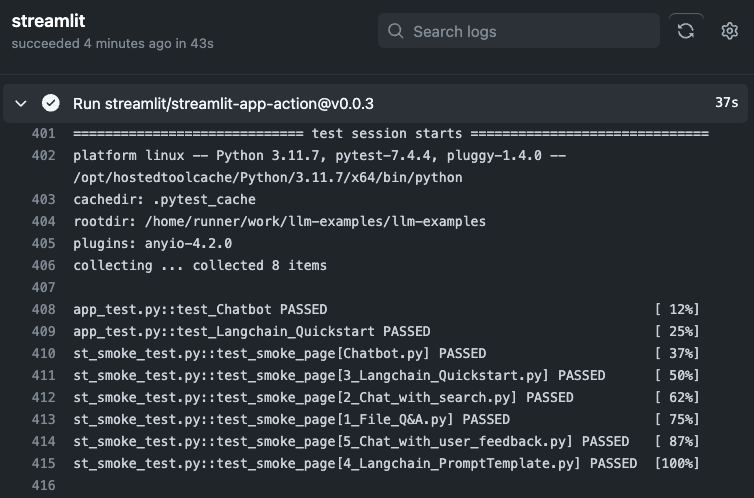 streamlit
succeeded 4 minutes ago in 43s
Search logs
Run streamlit/streamlit-app-action@v0.0.3 37s
401 ============================= test session starts ==============================
402 platform linux -- Python 3.11.7, pytest-7.4.4, pluggy-1.4.0 --
/opt/hostedtoolcache/Python/3.11.7/x64/bin/python
403 cachedir: .pytest_cache
404 rootdir: /home/runner/work/llm-examples/llm-examples
405 plugins: anyio-4.2.0
406 collecting ... collected 8 items
407
408 app_test.py::test_Chatbot PASSED [ 12%]
409 app_test.py::test_Langchain_Quickstart PASSED [ 25%]
410 st_smoke_test.py::test_smoke_page[Chatbot.py] PASSED [ 37%]
411 st_smoke_test.py::test_smoke_page[3_Langchain_Quickstart.py] PASSED [ 50%]
412 st_smoke_test.py::test_smoke_page[2_Chat_with_search.py] PASSED [ 62%]
413 st_smoke_test.py::test_smoke_page[1_File_Q&A.py] PASSED [ 75%]
414 st_smoke_test.py::test_smoke_page[5_Chat_with_user_feedback.py] PASSED [ 87%]
415 st_smoke_test.py::test_smoke_page[4_Langchain_PromptTemplate.py] PASSED [100%]
416